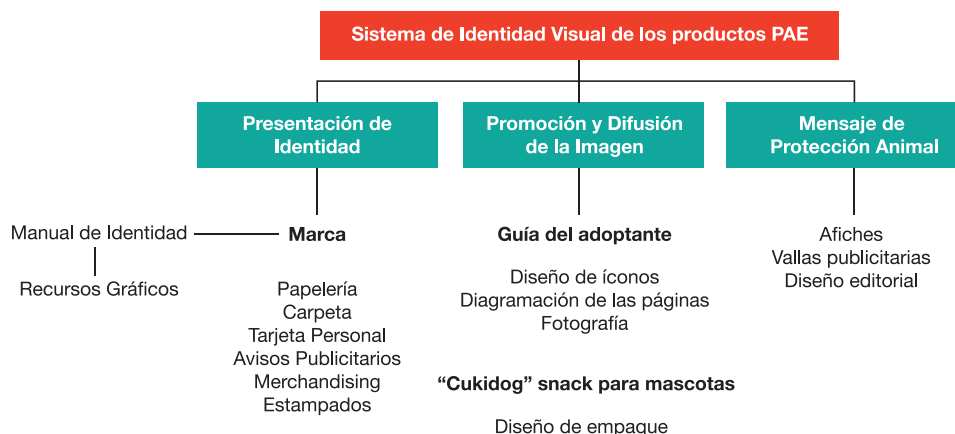 Sistema de Identidad Visual de los productos PAE
Presentación de
Identidad
Promoción y Difusión
de la Imagen
Mensaje de
Protección Animal
Manual de Identidad
Recursos Gráficos
Marca
Papelería
Carpeta
Tarjeta Personal
Avisos Publicitarios
Merchandising
Estampados
Guía del adoptante
Diseño de íconos
Diagramación de las páginas
Fotografía
“Cukidog” snack para mascotas
Diseño de empaque
Afiches
Vallas publicitarias
Diseño editorial